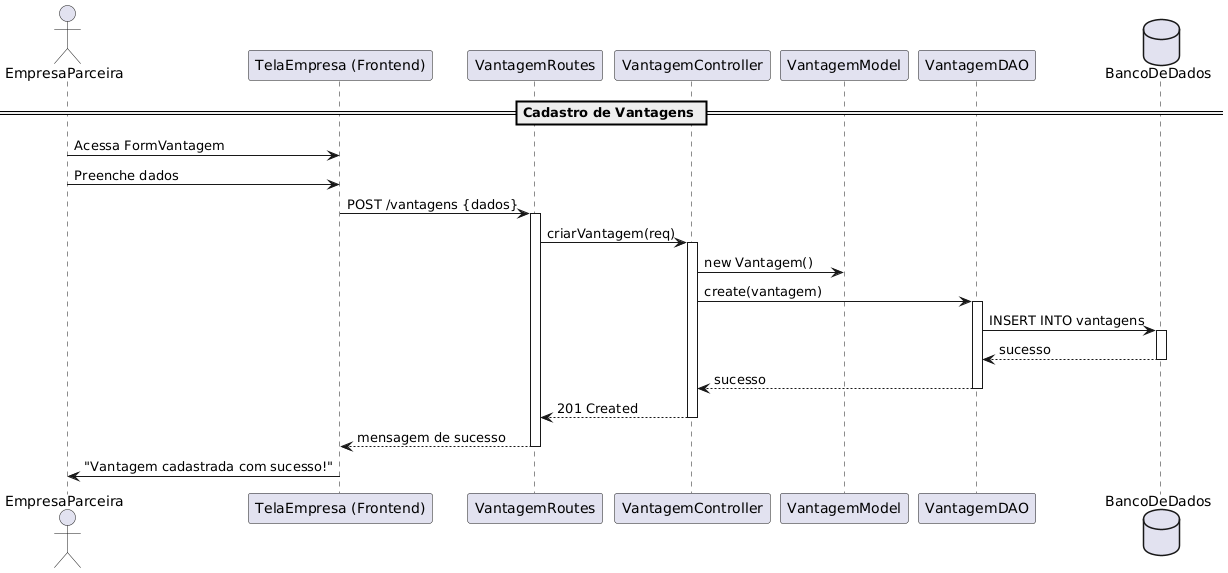 EmpresaParceira
TelaEmpresa (Frontend)
VantagemRoutes
VantagemController
VantagemModel
VantagemDAO
BancoDeDados
Cadastro de Vantagens
Acessa FormVantagem
Preenche dados
POST /vantagens {dados}
criarVantagem(req)
new Vantagem()
create(vantagem)
INSERT INTO vantagens
sucesso
sucesso
201 Created
mensagem de sucesso
"Vantagem cadastrada com sucesso!"
EmpresaParceira
TelaEmpresa (Frontend)
VantagemRoutes
VantagemController
VantagemModel
VantagemDAO
BancoDeDados